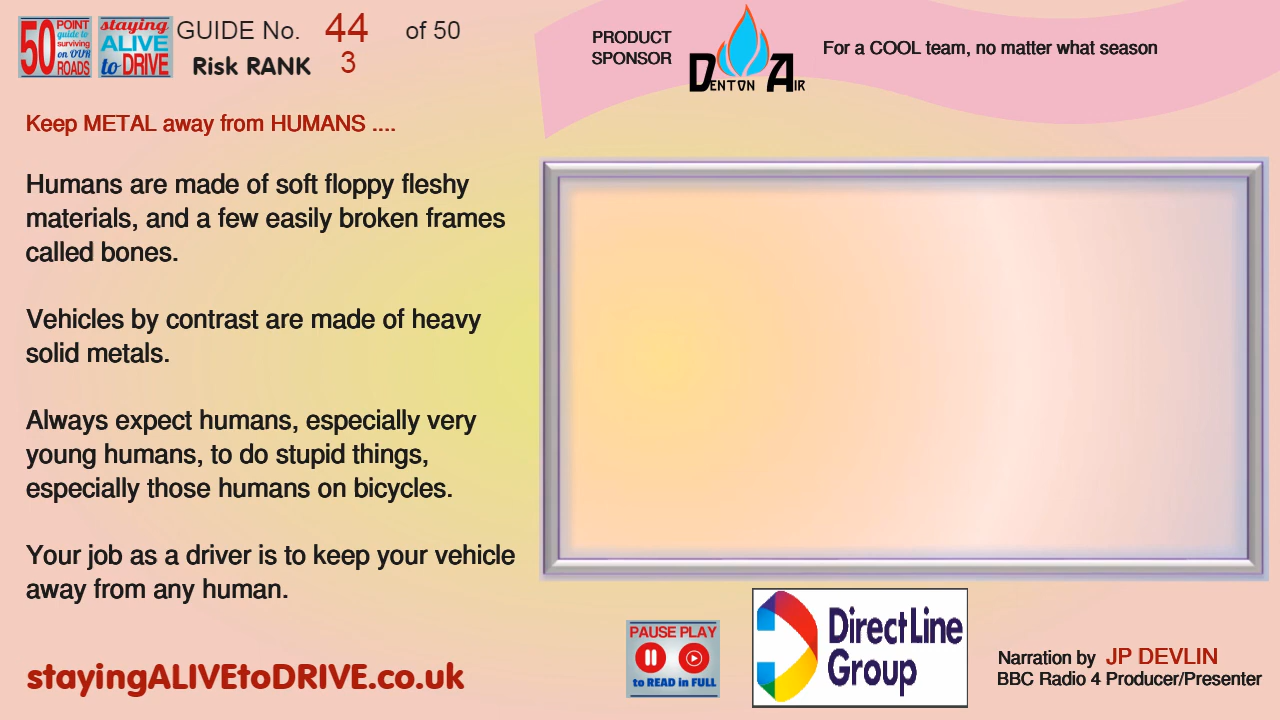 50 POINT guide to surviving on OUR ROADS
staying ALIVE to DRIVE
GUIDE No. 44 of 50
Risk RANK 3
PRODUCT
SPONSOR
DENTON AIR
For a COOL team, no matter what season
Keep METAL away from HUMANS ....
Humans are made of soft floppy fleshy
materials, and a few easily broken frames
called bones.
Vehicles by contrast are made of heavy
solid metals.
Always expect humans, especially very
young humans, to do stupid things,
especially those humans on bicycles.
Your job as a driver is to keep your vehicle
away from any human.
stayingALIVEtoDRIVE.co.uk
PAUSE PLAY
to READ in FULL
Direct Line
Group
Narration by JP DEVLIN
BBC Radio 4 Producer/Presenter